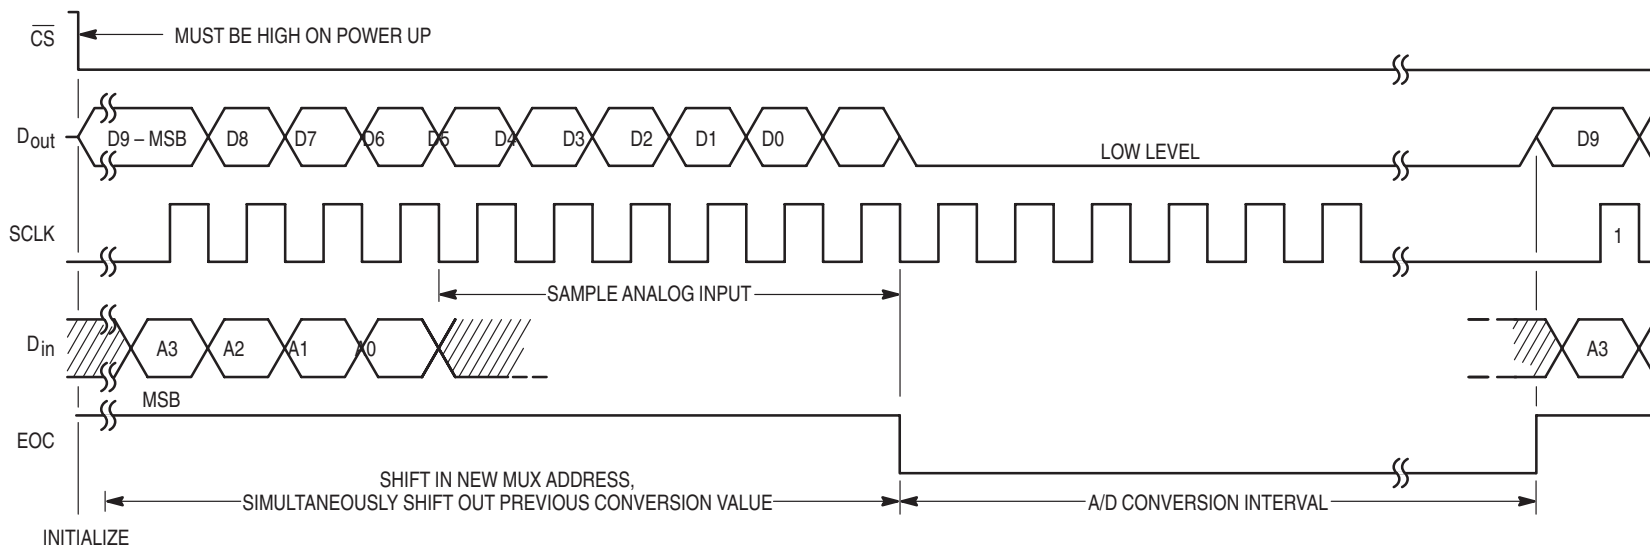 CS MUST BE HIGH ON POWER UP
Dout D9 – MSB D8 D7 D6 D5 D4 D3 D2 D1 D0 LOW LEVEL D9
SCLK 1
SAMPLE ANALOG INPUT
Din A3 A2 A1 A0 A3
MSB
EOC
SHIFT IN NEW MUX ADDRESS,
SIMULTANEOUSLY SHIFT OUT PREVIOUS CONVERSION VALUE A/D CONVERSION INTERVAL
INITIALIZE